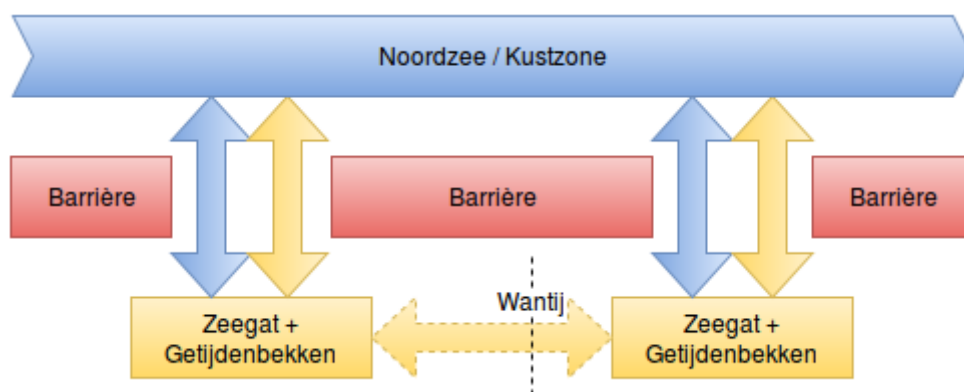 Noordzee / Kustzone
Barrière
Barrière
Barrière
Wantij
Zeegat +
Getijdenbekken
Zeegat +
Getijdenbekken